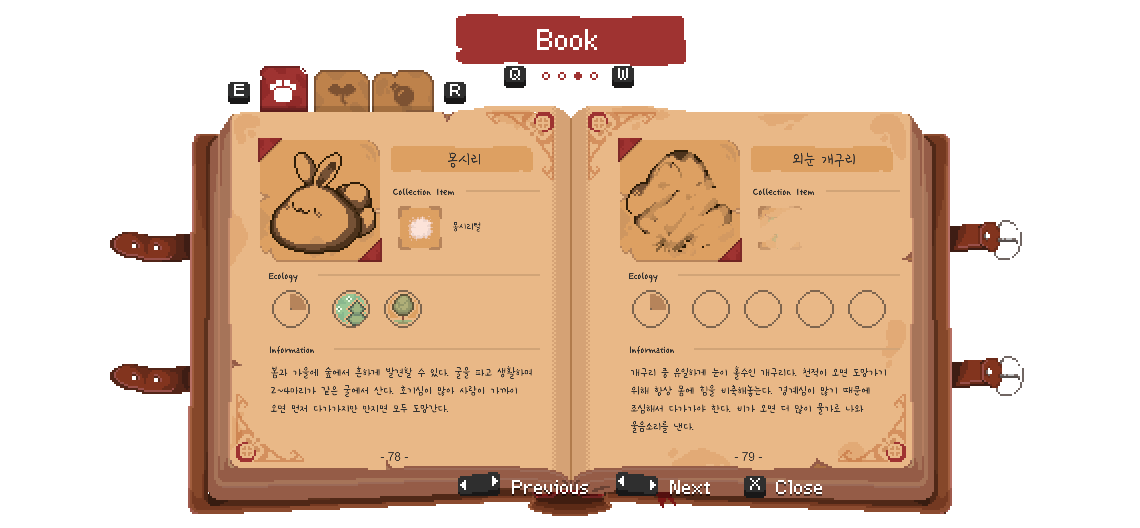 Book
Q W
E R
몽시리
Collection Item
몽시리털
Ecology
Information
봄과 가을에 숲에서 흔하게 발견할 수 있다. 굴을 파고 생활하며
2~4마리가 같은 굴에서 산다. 호기심이 많아 사람이 가까이
오면 먼저 다가가지만 만지면 모두 도망간다.
- 78 -
외눈 개구리
Collection Item
Ecology
Information
개구리 중 유일하게 눈이 홀수인 개구리다. 천적이 오면 도망가기
위해 항상 몸에 힘을 비축해놓는다. 경계심이 많기 때문에
조심해서 다가가야 한다. 비가 오면 더 많이 물가로 나와
울음소리를 낸다.
- 79 -
Previous Next X Close